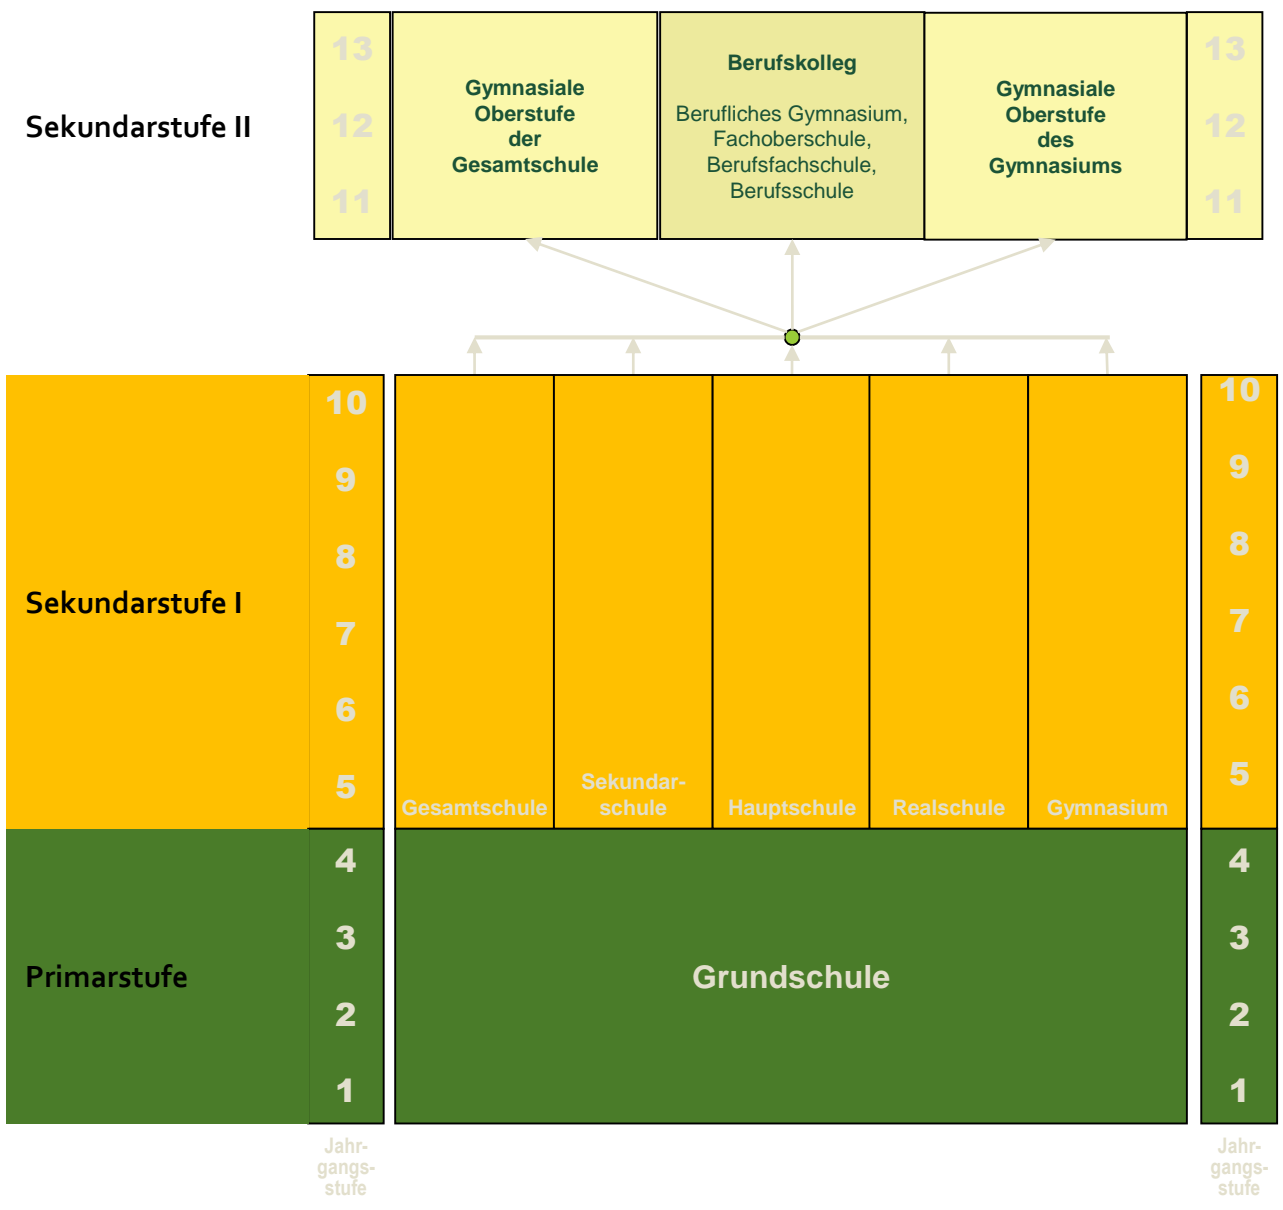 Sekundarstufe II
13
12
11
Gymnasiale
Oberstufe
der
Gesamtschule
Berufskolleg
Berufliches Gymnasium,
Fachoberschule,
Berufsfachschule,
Berufsschule
Gymnasiale
Oberstufe
des
Gymnasiums
13
12
11
Sekundarstufe I
10
9
8
7
6
5
Gesamtschule
Sekundar-
schule
Hauptschule
Realschule
Gymnasium
10
9
8
7
6
5
Primarstufe
4
3
2
1
Grundschule
4
3
2
1
Jahr-
gangs-
stufe
Jahr-
gangs-
stufe